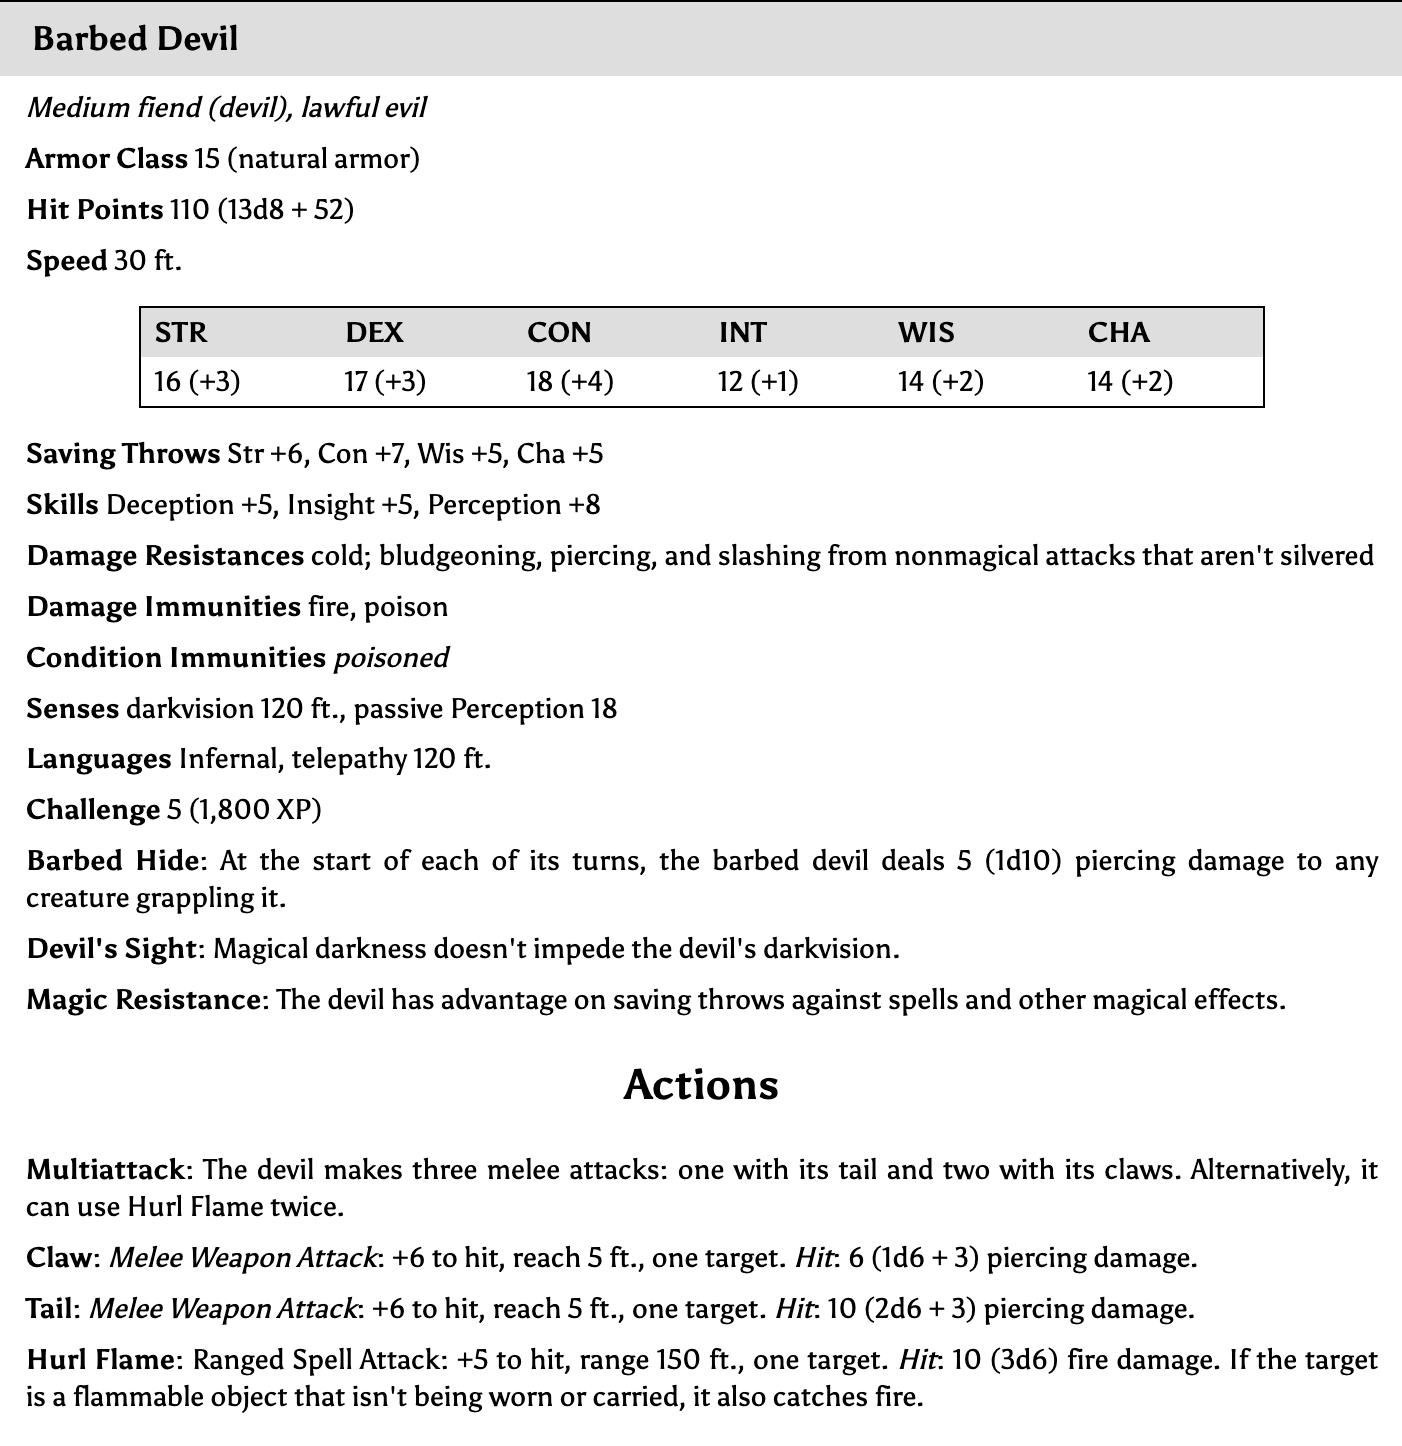 Barbed Devil
Medium fiend (devil), lawful evil
Armor Class 15 (natural armor)
Hit Points 110 (13d8 + 52)
Speed 30 ft.
STR DEX CON INT WIS CHA
16 (+3) 17 (+3) 18 (+4) 12 (+1) 14 (+2) 14 (+2)
Saving Throws Str +6, Con +7, Wis +5, Cha +5
Skills Deception +5, Insight +5, Perception +8
Damage Resistances cold; bludgeoning, piercing, and slashing from nonmagical attacks that aren't silvered
Damage Immunities fire, poison
Condition Immunities poisoned
Senses darkvision 120 ft., passive Perception 18
Languages Infernal, telepathy 120 ft.
Challenge 5 (1,800 XP)
Barbed Hide: At the start of each of its turns, the barbed devil deals 5 (1d10) piercing damage to any
creature grappling it.
Devil's Sight: Magical darkness doesn't impede the devil's darkvision.
Magic Resistance: The devil has advantage on saving throws against spells and other magical effects.
Actions
Multiattack: The devil makes three melee attacks: one with its tail and two with its claws. Alternatively, it
can use Hurl Flame twice.
Claw: Melee Weapon Attack: +6 to hit, reach 5 ft., one target. Hit: 6 (1d6 + 3) piercing damage.
Tail: Melee Weapon Attack: +6 to hit, reach 5 ft., one target. Hit: 10 (2d6 + 3) piercing damage.
Hurl Flame: Ranged Spell Attack: +5 to hit, range 150 ft., one target. Hit: 10 (3d6) fire damage. If the target
is a flammable object that isn't being worn or carried, it also catches fire.